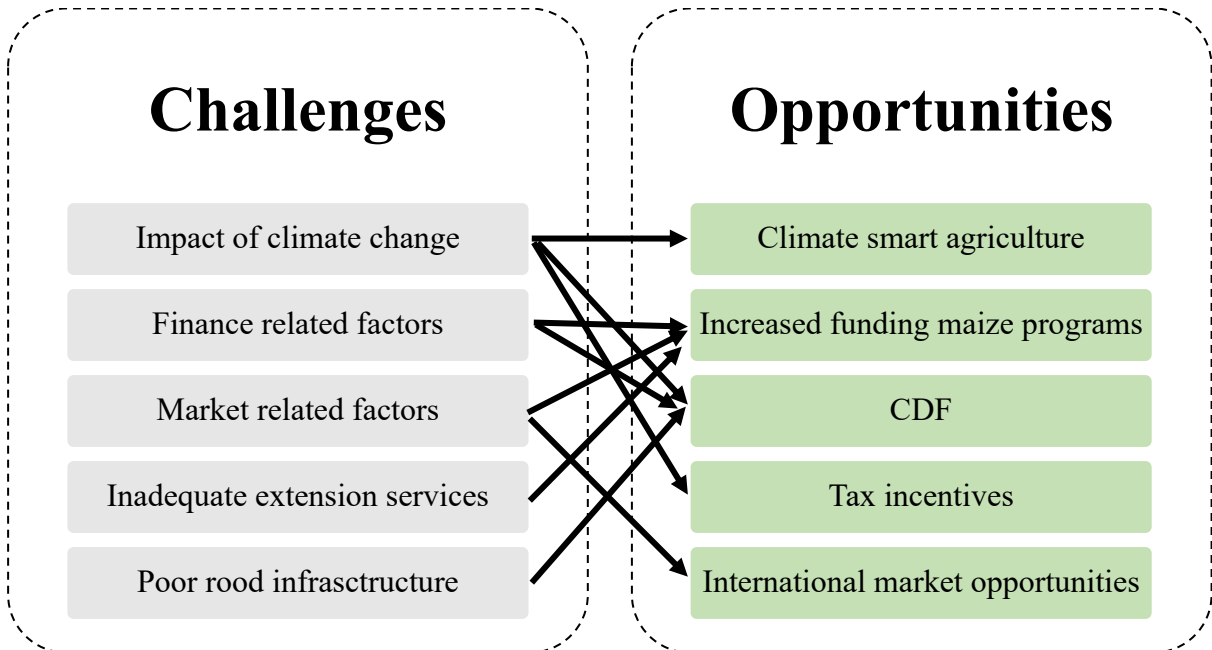 Challenges
Impact of climate change
Finance related factors
Market related factors
Inadequate extension services
Poor rood infrasctructure
Opportunities
Climate smart agriculture
Increased funding maize programs
CDF
Tax incentives
International market opportunities